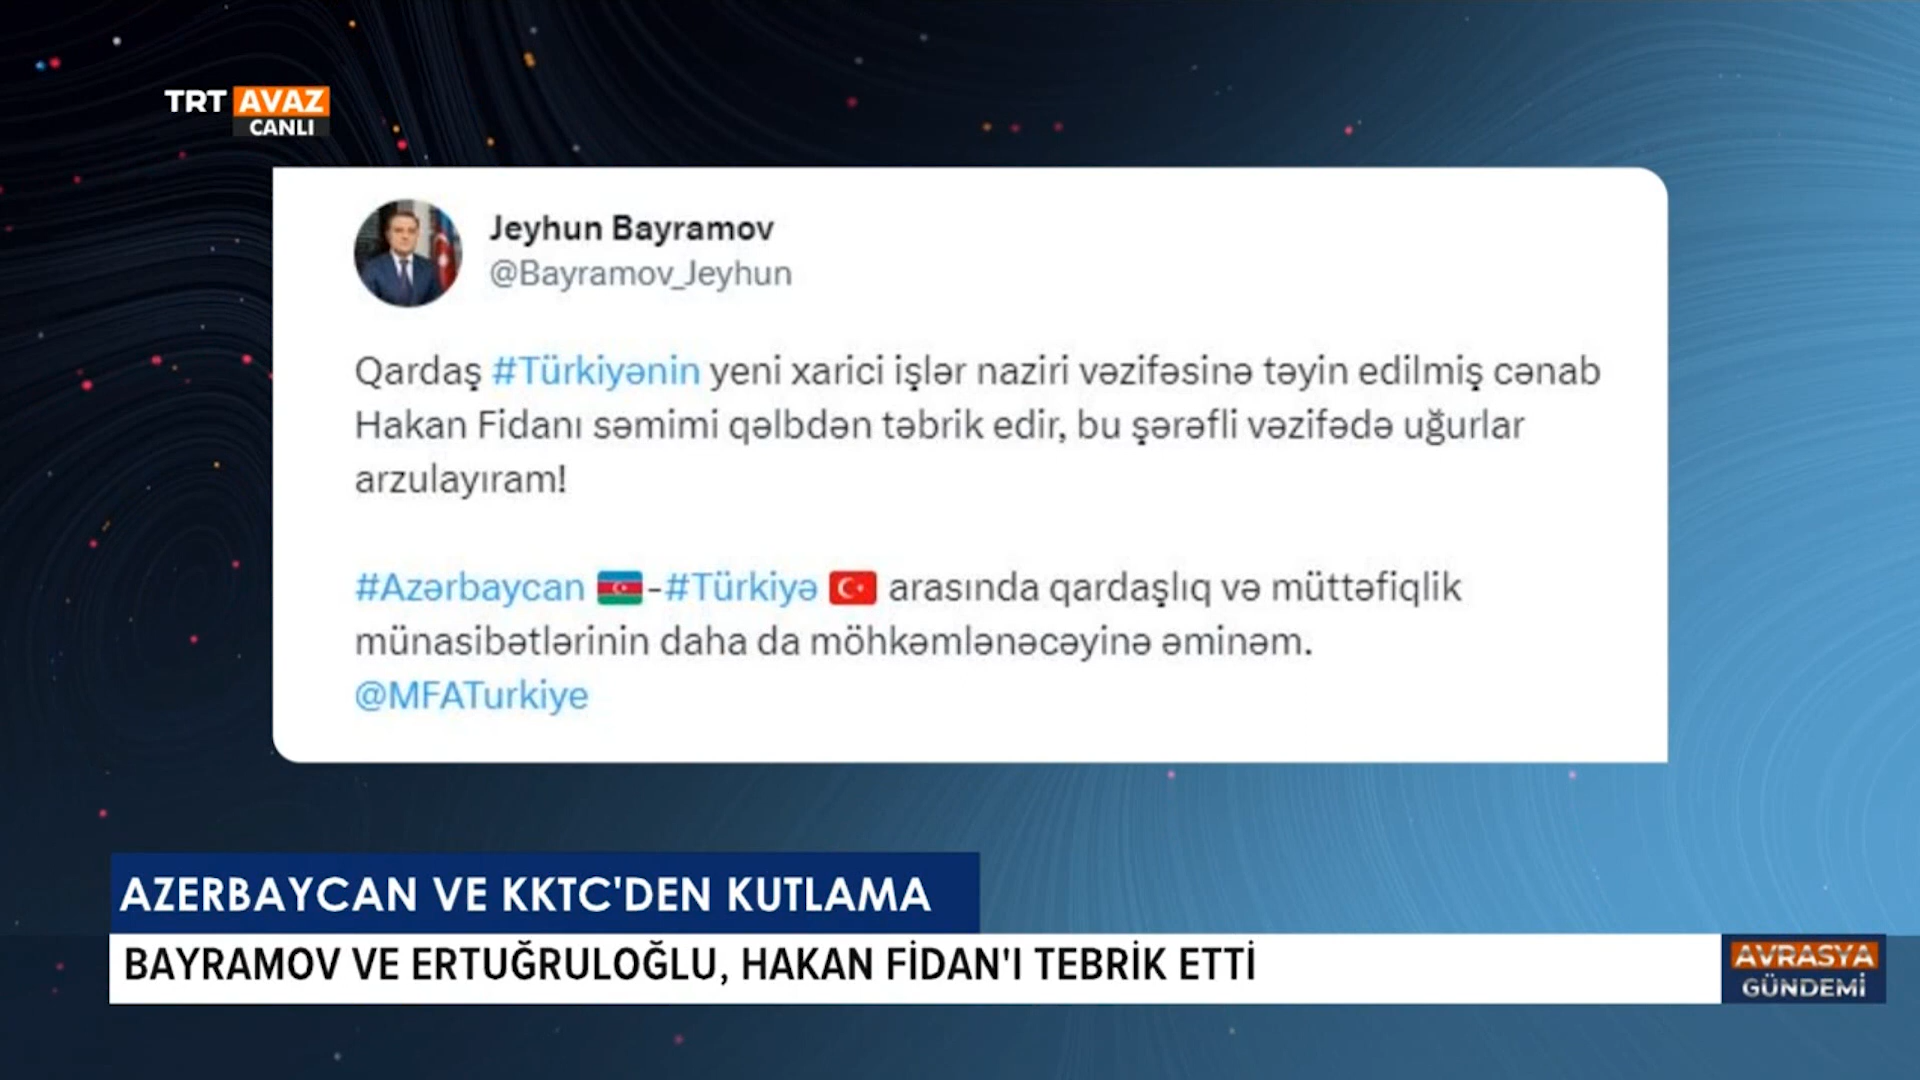 TRT AVAZ
CANLI
Jeyhun Bayramov
@Bayramov_Jeyhun
Qardaş #Türkiyənin yeni xarici işlər naziri vəzifəsinə təyin edilmiş cənab
Hakan Fidanı səmimi qəlbdən təbrik edir, bu şərəfli vəzifədə uğurlar
arzulayıram!
#Azərbaycan 🇦🇿-#Türkiyə 🇹🇷 arasında qardaşlıq və müttəfiqlik
münasibətlərinin daha da möhkəmlənəcəyinə əminəm.
@MFATurkiye
AZERBAYCAN VE KKTC'DEN KUTLAMA
BAYRAMOV VE ERTUĞRULOĞLU, HAKAN FİDAN'I TEBRİK ETTİ
AVRASYA
GÜNDEMİ